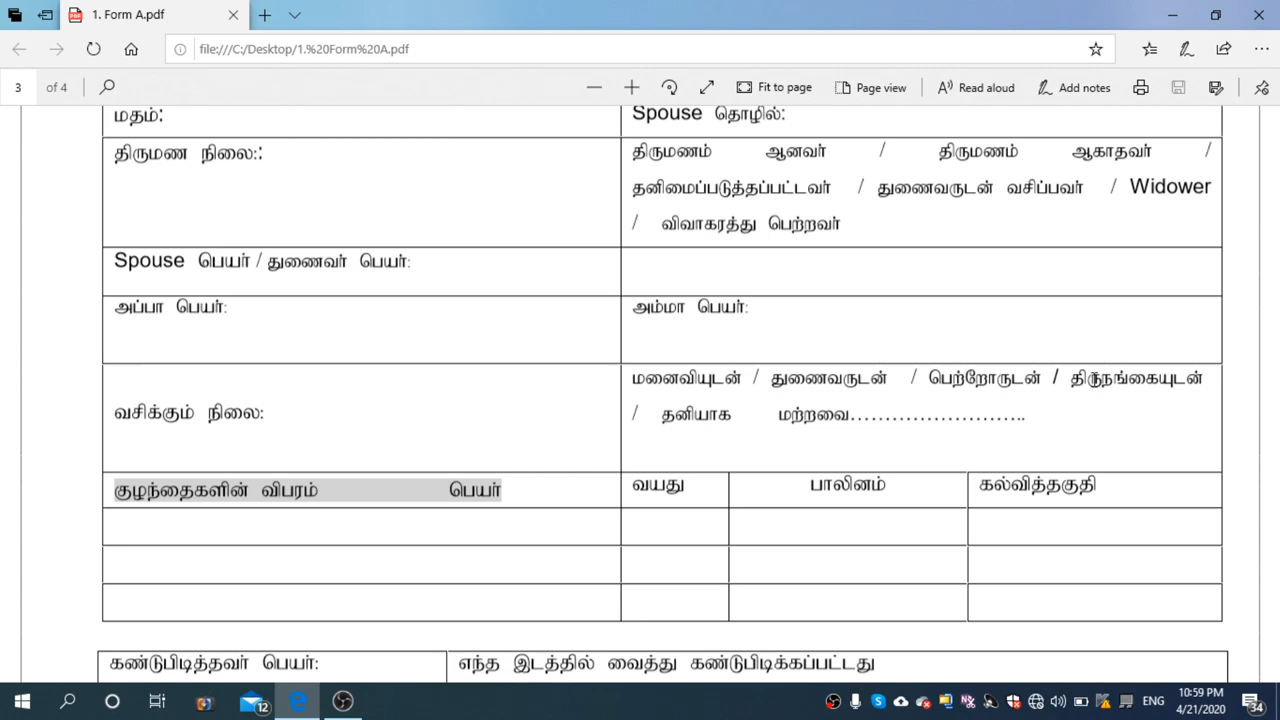 1. Form A.pdf
file:///C:/Desktop/1.%20Form%20A.pdf
3 of 4 Fit to page Page view Read aloud Add notes
மதம்: Spouse தொழில்:
திருமண நிலை:: திருமணம் ஆனவர் / திருமணம் ஆகாதவர் /
தனிமைப்படுத்தப்பட்டவர் / துணைவருடன் வசிப்பவர் / Widower
/ விவாகரத்து பெற்றவர்
Spouse பெயர் / துணைவர் பெயர்:
அப்பா பெயர்: அம்மா பெயர்:
மனைவியுடன் / துணைவருடன் / பெற்றோருடன் / திருநங்கையுடன்
வசிக்கும் நிலை: / தனியாக மற்றவை……………………..
குழந்தைகளின் விபரம் பெயர் வயது பாலினம் கல்வித்தகுதி
கண்டுபிடித்தவர் பெயர்: எந்த இடத்தில் வைத்து கண்டுபிடிக்கப்பட்டது
12 ENG 10:59 PM
4/21/2020 34